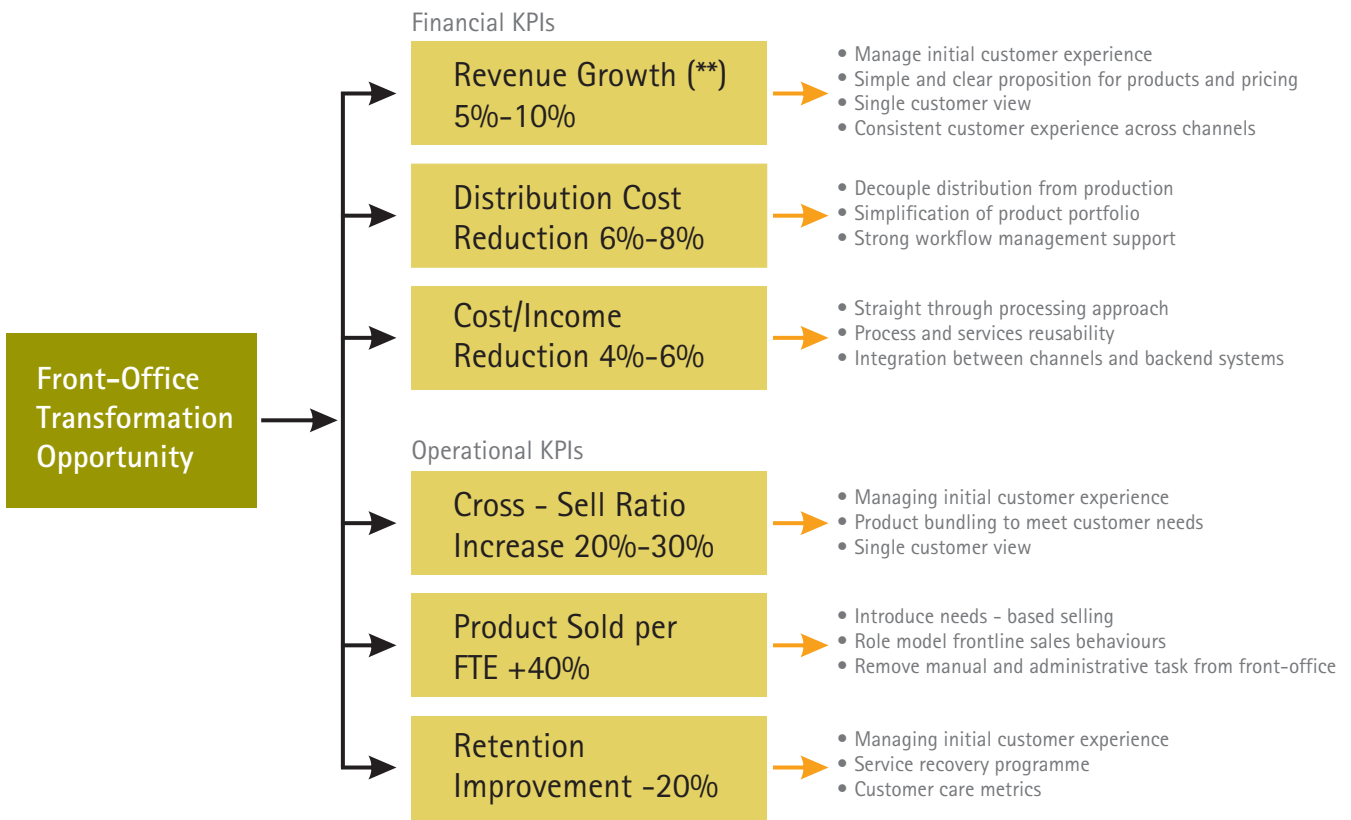 Financial KPIs
Revenue Growth (**)
5%-10%
• Manage initial customer experience
• Simple and clear proposition for products and pricing
• Single customer view
• Consistent customer experience across channels
Distribution Cost
Reduction 6%-8%
• Decouple distribution from production
• Simplification of product portfolio
• Strong workflow management support
Cost/Income
Reduction 4%-6%
• Straight through processing approach
• Process and services reusability
• Integration between channels and backend systems
Front-Office
Transformation
Opportunity
Operational KPIs
Cross - Sell Ratio
Increase 20%-30%
• Managing initial customer experience
• Product bundling to meet customer needs
• Single customer view
Product Sold per
FTE +40%
• Introduce needs - based selling
• Role model frontline sales behaviours
• Remove manual and administrative task from front-office
Retention
Improvement -20%
• Managing initial customer experience
• Service recovery programme
• Customer care metrics